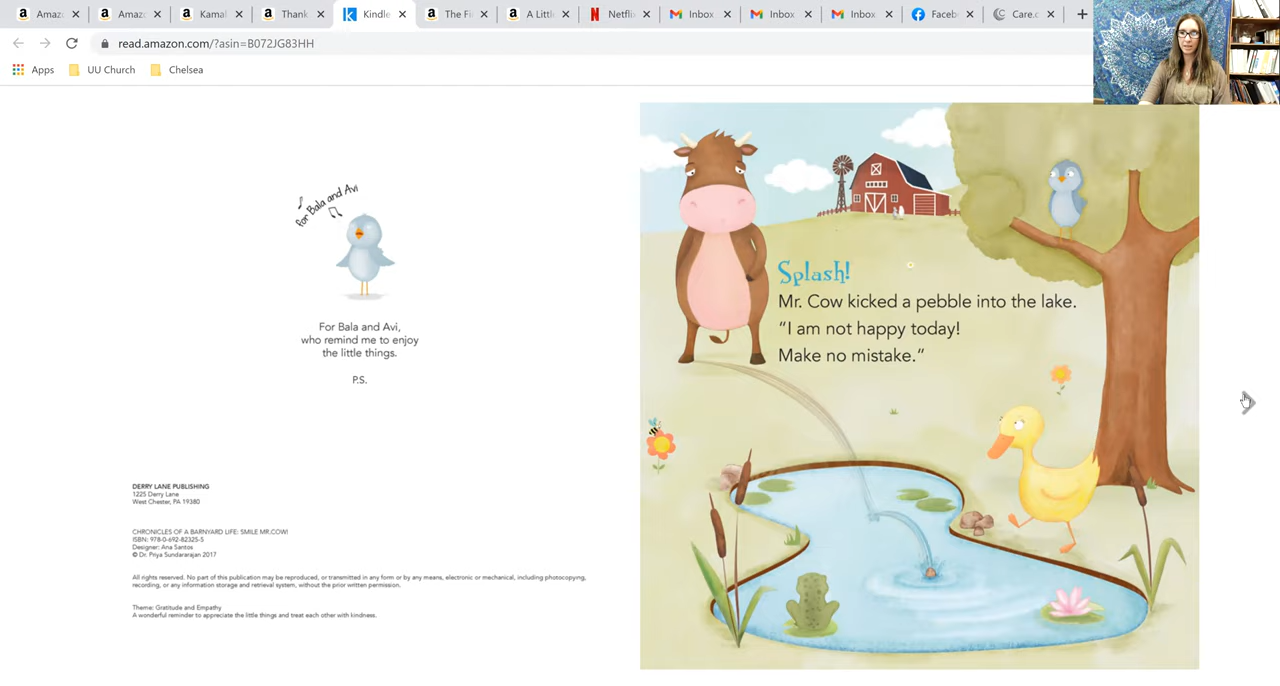 Amaz
Amazo
Kamal
Thank
Kindle
The Fi
A Littl
Netfli
Inbox
Inbox
Inbox
Faceb
Care.c
read.amazon.com/?asin=B072JG83HH
Apps
UU Church
Chelsea
for Bala and Avi
For Bala and Avi,
who remind me to enjoy
the little things.
P.S.
DERRY LANE PUBLISHING
1225 Derry Lane
West Chester, PA 19380
CHRONICLES OF A BARNYARD LIFE: SMILE MR.COW!
ISBN: 978-0-692-82325-5
Designer: Ana Santos
© Dr. Priya Sundararajan 2017
All rights reserved. No part of this publication may be reproduced, or transmitted in any form or by any means, electronic or mechanical, including photocopying,
recording, or any information storage and retrieval system, without the prior written permission.
Theme: Gratitude and Empathy
A wonderful reminder to appreciate the little things and treat each other with kindness.
Splash!
Mr. Cow kicked a pebble into the lake.
“I am not happy today!
Make no mistake.”